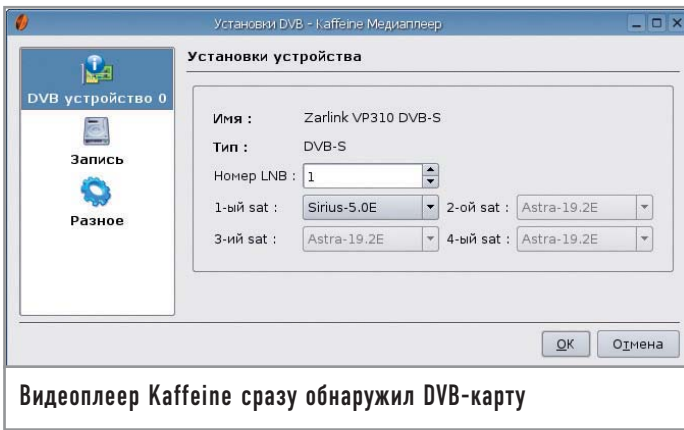 Установки DVB - Kaffeine Медиаплеер
Установки устройства
DVB устройство 0
Запись
Разное
Имя : Zarlink VP310 DVB-S
Тип : DVB-S
Номер LNB : 1
1-ый sat : Sirius-5.0E 2-ой sat : Astra-19.2E
3-ий sat : Astra-19.2E 4-ый sat : Astra-19.2E
OK Отмена
Видеоплеер Kaffeine сразу обнаружил DVB-карту